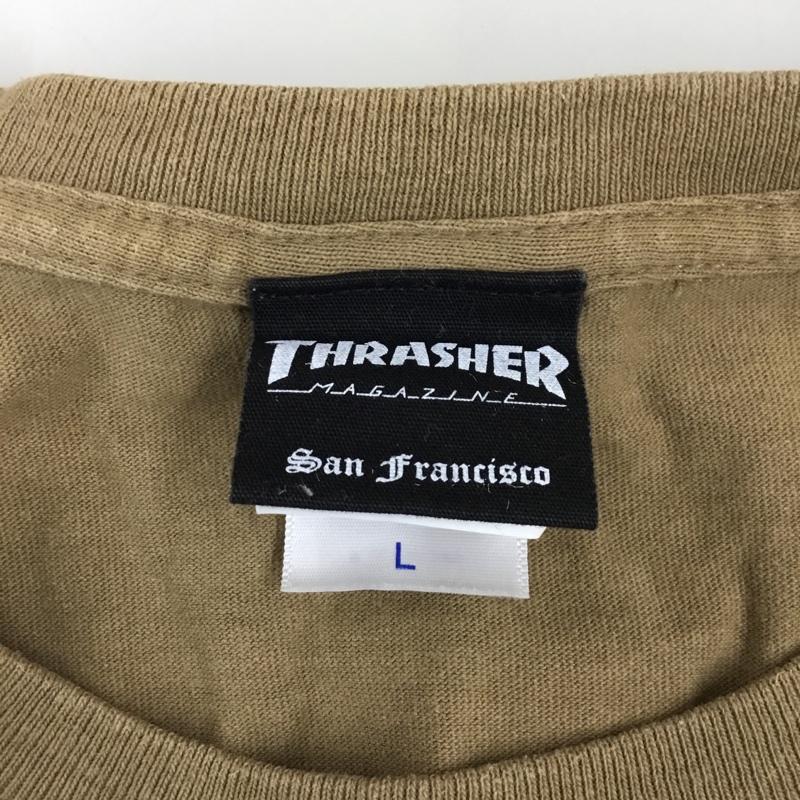 THRASHER
MAGAZINE
San Francisco
L